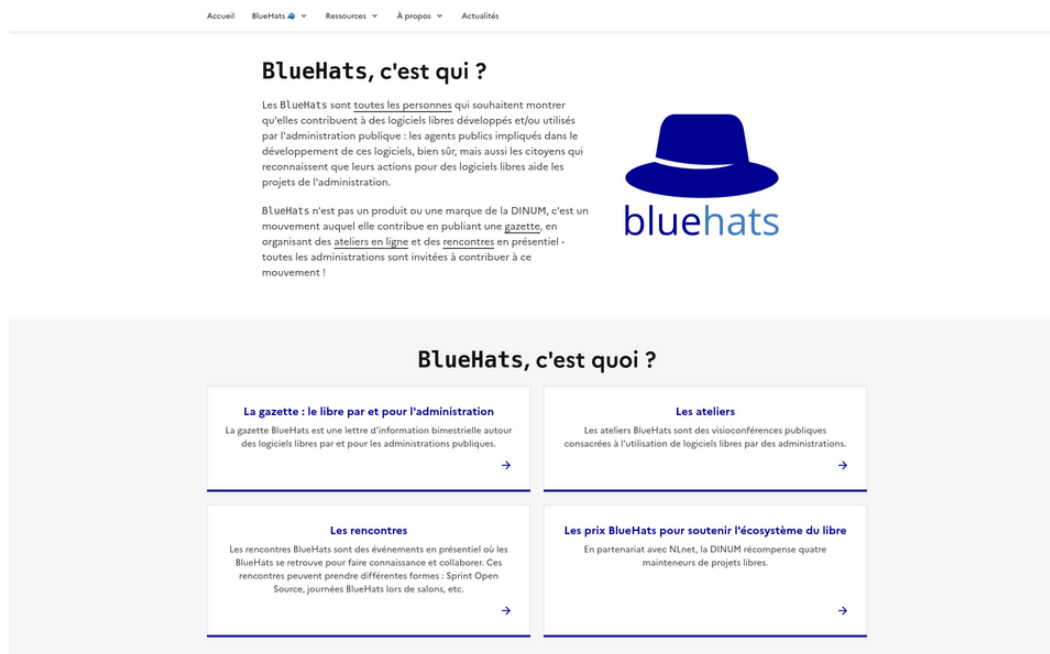 Accueil BlueHats Ressources À propos Actualités
BlueHats, c'est qui ?
Les BlueHats sont toutes les personnes qui souhaitent montrer
qu'elles contribuent à des logiciels libres développés et/ou utilisés
par l'administration publique : les agents publics impliqués dans le
développement de ces logiciels, bien sûr, mais aussi les citoyens qui
reconnaissent que leurs actions pour des logiciels libres aide les
projets de l'administration.
BlueHats n'est pas un produit ou une marque de la DINUM, c'est un
mouvement auquel elle contribue en publiant une gazette, en
organisant des ateliers en ligne et des rencontres en présentiel -
toutes les administrations sont invitées à contribuer à ce
mouvement !
bluehats
BlueHats, c'est quoi ?
La gazette : le libre par et pour l'administration
La gazette BlueHats est une lettre d'information bimestrielle autour
des logiciels libres par et pour les administrations publiques.
Les ateliers
Les ateliers BlueHats sont des visioconférences publiques
consacrées à l'utilisation de logiciels libres par des administrations.
Les rencontres
Les rencontres BlueHats sont des événements en présentiel où les
BlueHats se retrouve pour faire connaissance et collaborer. Ces
rencontres peuvent prendre différentes formes : Sprint Open
Source, journées BlueHats lors de salons, etc.
Les prix BlueHats pour soutenir l'écosystème du libre
En partenariat avec NLnet, la DINUM récompense quatre
mainteneurs de projets libres.